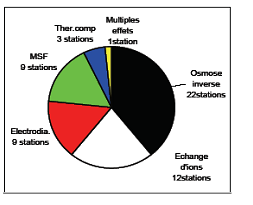 Multiples
effets
1station
Ther.comp
3 stations
MSF
9 stations
Osmose
inverse
22stations
Electrodia.
9 stations
Echange
d'ions
12stations